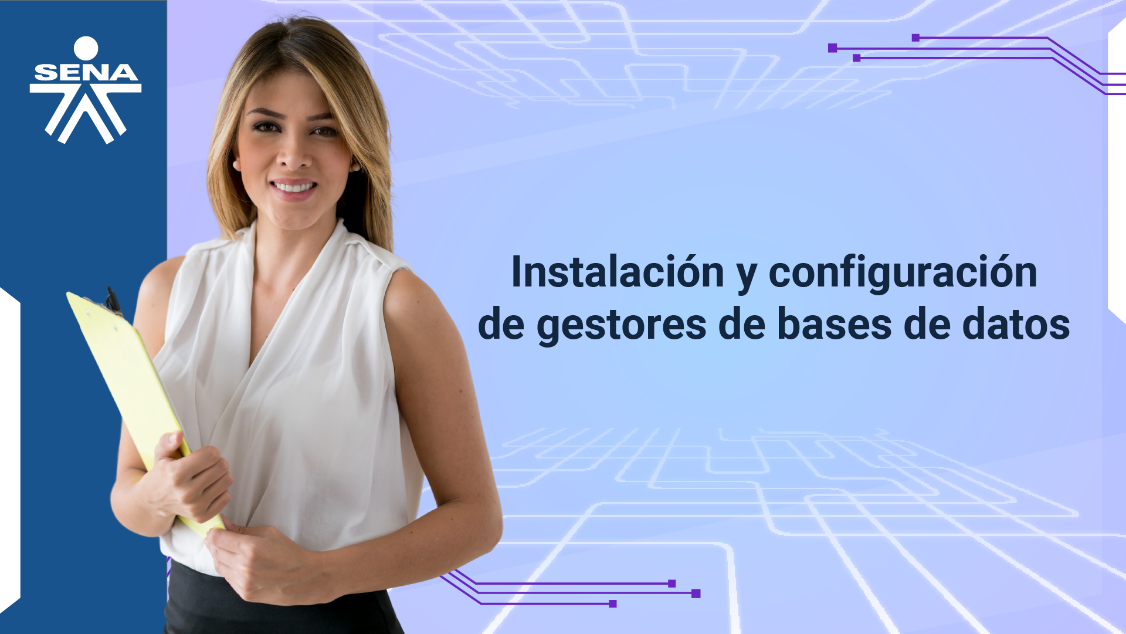 SENA
Instalación y configuración
de gestores de bases de datos